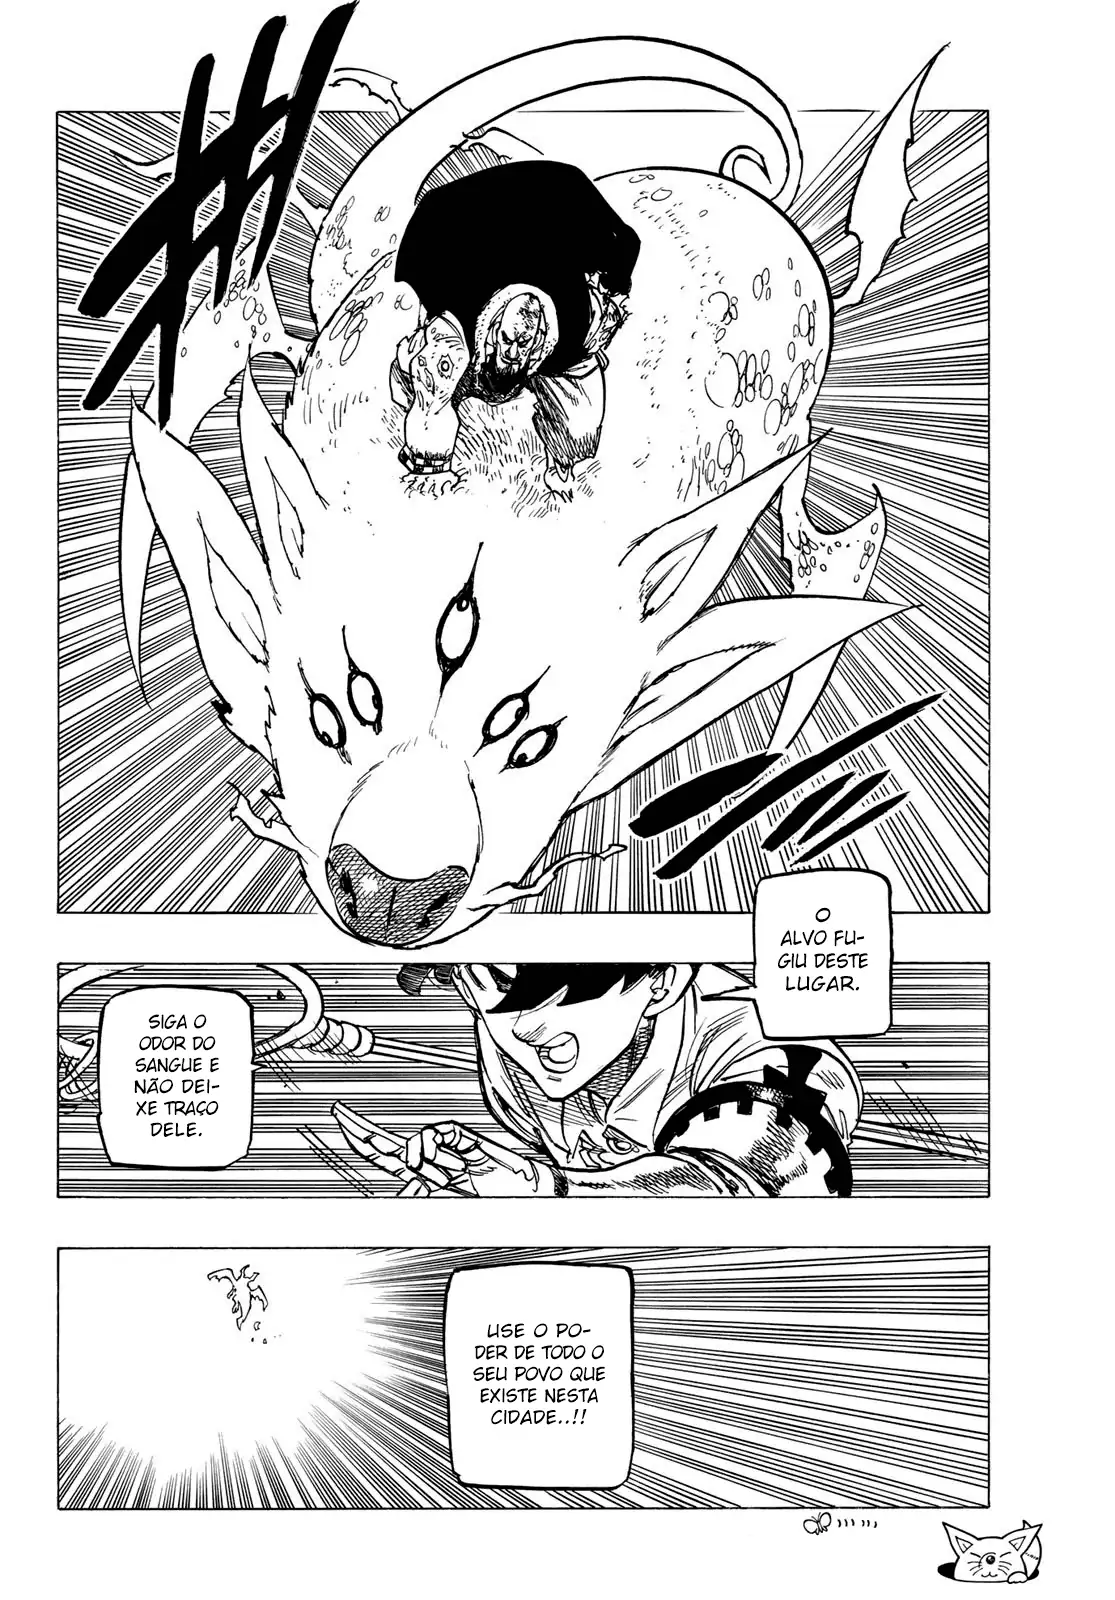 O
ALVO FU-
GIU DESTE
LUGAR.
SIGA O
ODOR DO
SANGUE E
NÃO DEI-
XE TRAÇO
DELE.
USE O PO-
DER DE TODO O
SEU POVO QUE
EXISTE NESTA
CIDADE..!!